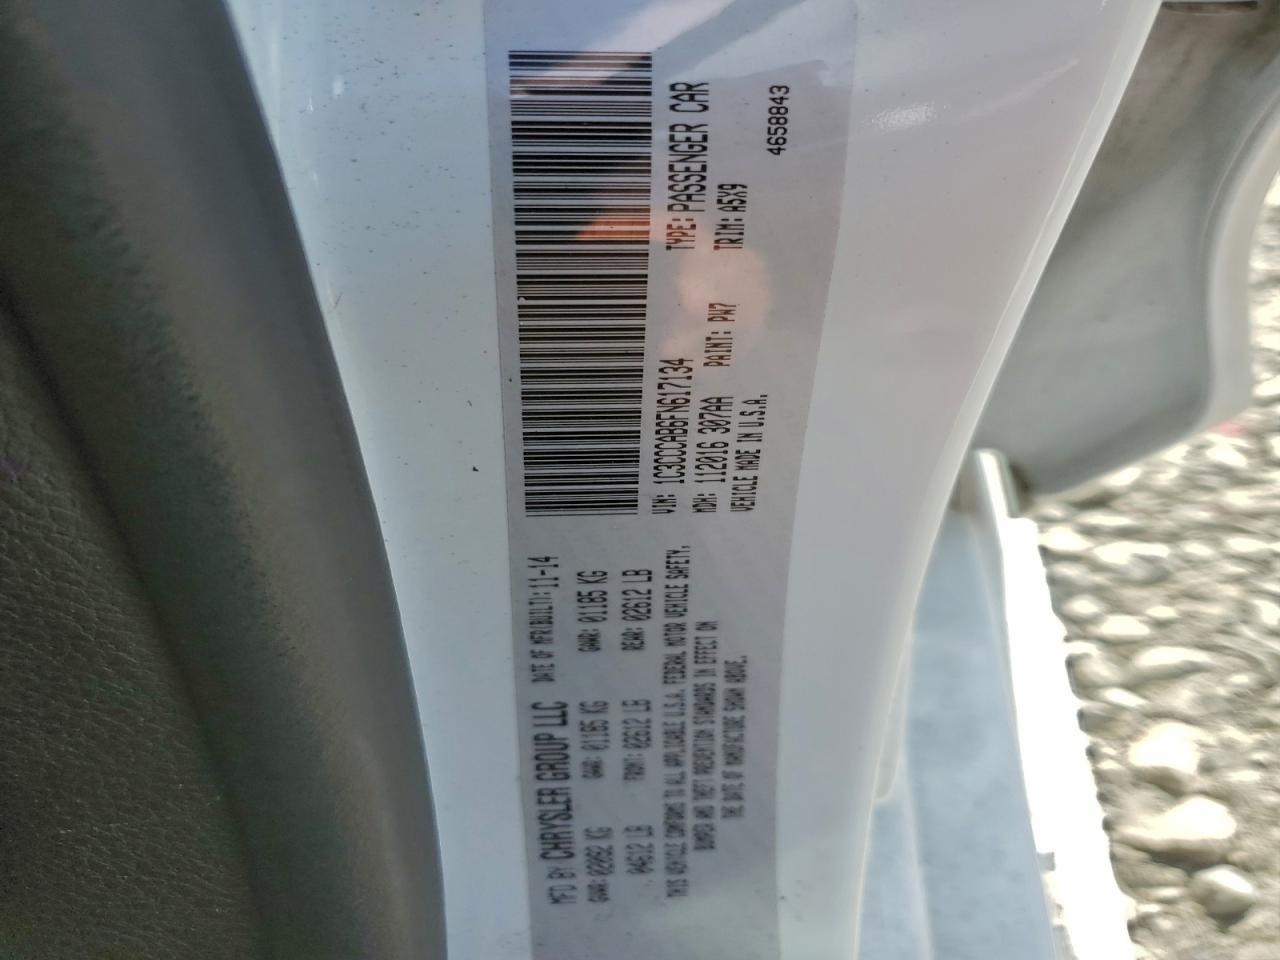 MFD BY CHRYSLER GROUP LLC DATE OF MFR(BUILT): 11-14
GVWR: 02092 KG GAWR: 01185 KG GAWR: 01185 KG
04612 LB FRONT: 02612 LB REAR: 02612 LB
THIS VEHICLE CONFORMS TO ALL APPLICABLE U.S.A. FEDERAL MOTOR VEHICLE SAFETY,
BUMPER AND THEFT PREVENTION STANDARDS IN EFFECT ON
THE DATE OF MANUFACTURE SHOWN ABOVE.
VIN: 1C3CCCAB6FN617134 TYPE: PASSENGER CAR
MDH: 112016 307AA PAINT: PW7 TRIM: A5X9
VEHICLE MADE IN U.S.A.
4658843